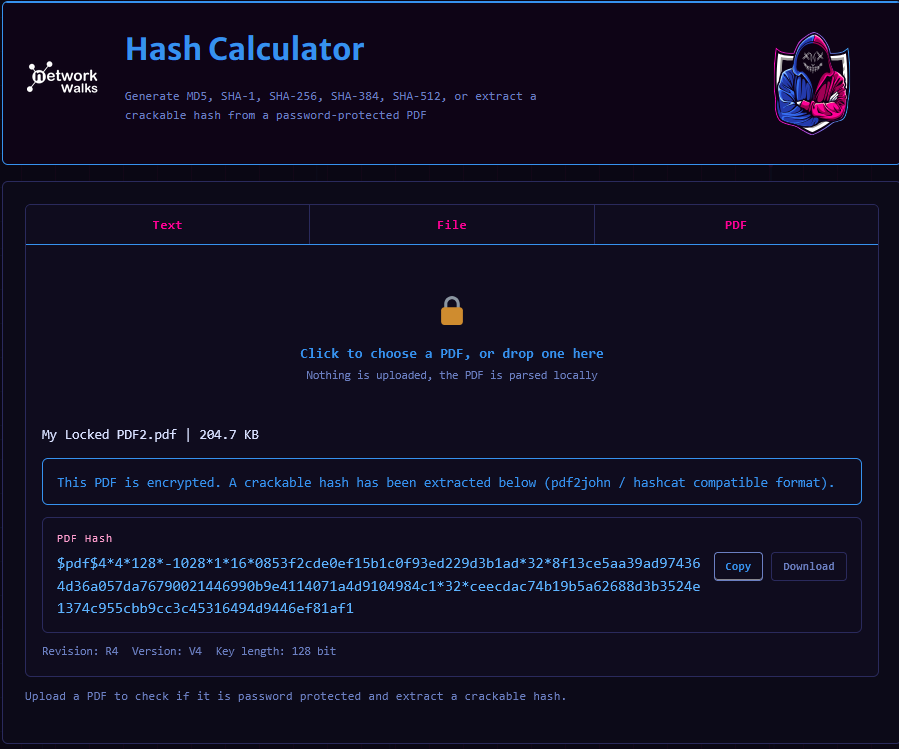 network
Walks
Hash Calculator
Generate MD5, SHA-1, SHA-256, SHA-384, SHA-512, or extract a
crackable hash from a password-protected PDF
Text
File
PDF
Click to choose a PDF, or drop one here
Nothing is uploaded, the PDF is parsed locally
My Locked PDF2.pdf | 204.7 KB
This PDF is encrypted. A crackable hash has been extracted below (pdf2john / hashcat compatible format).
PDF Hash
$pdf$4*4*128*-1028*1*16*0853f2cde0ef15b1c0f93ed229d3b1ad*32*8f13ce5aa39ad97436
4d36a057da76790021446990b9e4114071a4d9104984c1*32*ceecdac74b19b5a62688d3b3524e
1374c955cbb9cc3c45316494d9446ef81af1
Copy
Download
Revision: R4 Version: V4 Key length: 128 bit
Upload a PDF to check if it is password protected and extract a crackable hash.